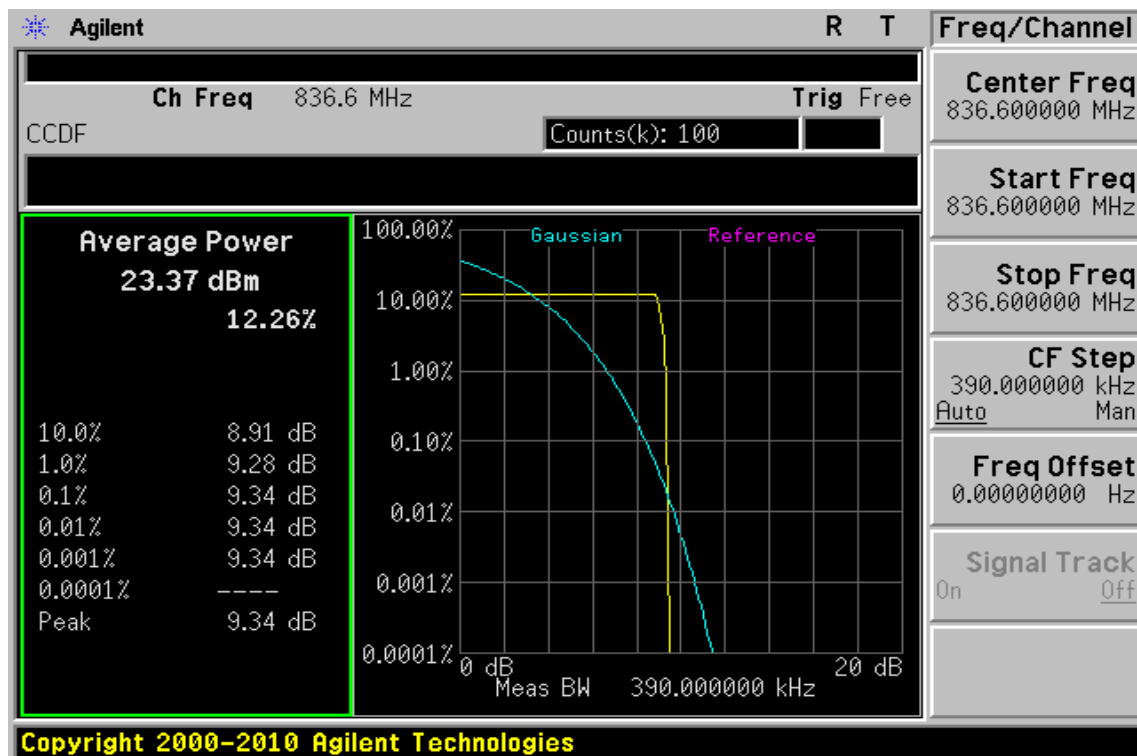 Agilent R T
Ch Freq 836.6 MHz Trig Free
CCDF
Counts(k): 100
Average Power
23.37 dBm
12.26%
10.0% 8.91 dB
1.0% 9.28 dB
0.1% 9.34 dB
0.01% 9.34 dB
0.001% 9.34 dB
0.0001% ----
Peak 9.34 dB
Gaussian Reference
100.00%
10.00%
1.00%
0.10%
0.01%
0.001%
0.0001%
0 dB 20 dB
Meas BW 390.000000 kHz
Freq/Channel
Center Freq
836.600000 MHz
Start Freq
836.600000 MHz
Stop Freq
836.600000 MHz
CF Step
390.000000 kHz
Auto Man
Freq Offset
0.00000000 Hz
Signal Track
On Off
Copyright 2000-2010 Agilent Technologies